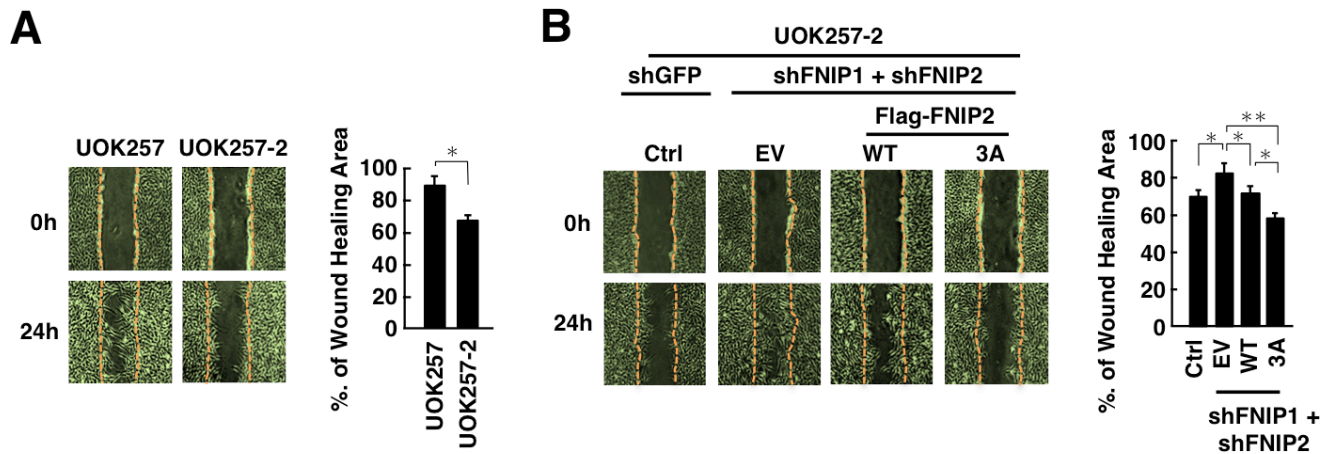 A
UOK257 UOK257-2
0h
24h
%. of Wound Healing Area
100
80
60
40
20
0
*
UOK257
UOK257-2
B
UOK257-2
shGFP
shFNIP1 + shFNIP2
Flag-FNIP2
Ctrl EV WT 3A
0h
24h
%. of Wound Healing Area
100
80
60
40
20
0
**
* * *
Ctrl
EV
WT
3A
shFNIP1 +
shFNIP2